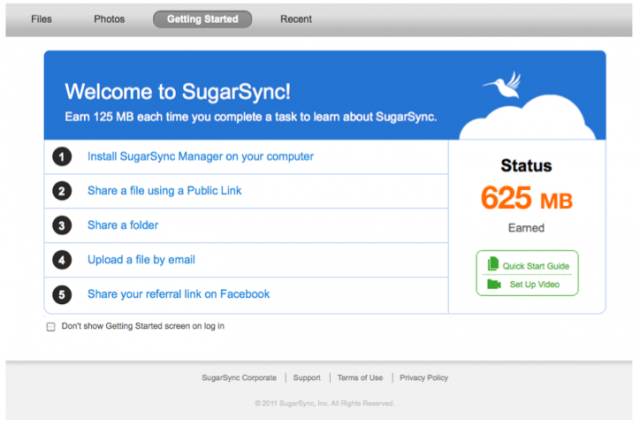 Files Photos Getting Started Recent
Welcome to SugarSync!
Earn 125 MB each time you complete a task to learn about SugarSync.
1 Install SugarSync Manager on your computer
2 Share a file using a Public Link
3 Share a folder
4 Upload a file by email
5 Share your referral link on Facebook
Status
625 MB
Earned
Quick Start Guide
Set Up Video
Don't show Getting Started screen on log in
SugarSync Corporate Support Terms of Use Privacy Policy
© 2011 SugarSync, Inc. All Rights Reserved.